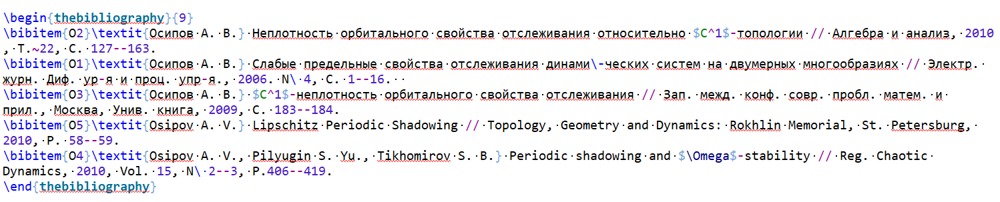 \begin{thebibliography}{9}
\bibitem{O2}\textit{Осипов А. В.} Неплотность орбитального свойства отслеживания относительно $C^1$-топологии // Алгебра и анализ, 2010
, Т.~22, С. 127--163.
\bibitem{O1}\textit{Осипов А. В.} Слабые предельные свойства отслеживания динами\-ческих систем на двумерных многообразиях // Электр.
журн. Диф. ур-я и проц. упр-я., 2006. N\ 4, С. 1--16.
\bibitem{O3}\textit{Осипов А. В.} $C^1$-неплотность орбитального свойства отслеживания // Зап. межд. конф. совр. пробл. матем. и
прил., Москва, Унив. книга, 2009, С. 183--184.
\bibitem{O5}\textit{Osipov A. V.} Lipschitz Periodic Shadowing // Topology, Geometry and Dynamics: Rokhlin Memorial, St. Petersburg,
2010, P. 58--59.
\bibitem{O4}\textit{Osipov A. V., Pilyugin S. Yu., Tikhomirov S. B.} Periodic shadowing and $\Omega$-stability // Reg. Chaotic
Dynamics, 2010, Vol. 15, N\ 2--3, P.406--419.
\end{thebibliography}